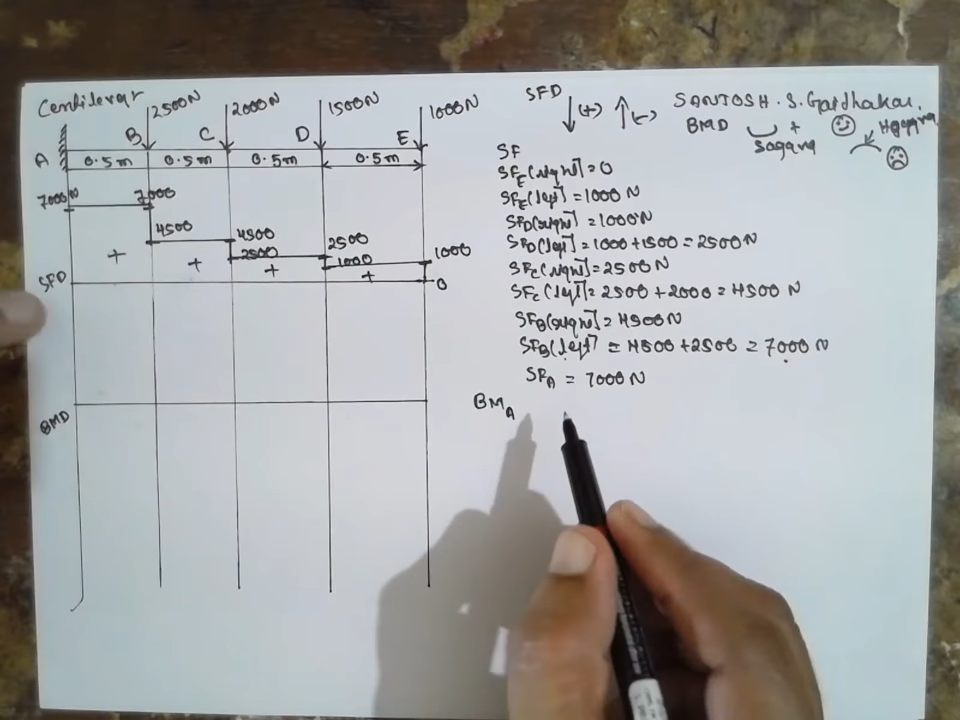 Centilever
2500N 2000N 1500N 1000N
A B C D E
0.5m 0.5m 0.5m 0.5m
7000N 7000
4500 4500
2500 2500
1000 1000
+ + + +
SFD 0
BMD
SFD (+) (-)
SANTOSH. S. Gardhakar.
BMD + Hogging
Sagging
SF
SFE (right) = 0
SFE (left) = 1000 N
SFD (right) = 1000N
SFD (left) = 1000 + 1500 = 2500N
SFC (right) = 2500 N
SFC (left) = 2500 + 2000 = 4500 N
SFB (right) = 4500N
SFB (left) = 4500 + 2500 = 7000 N
SFA = 7000 N
BMA